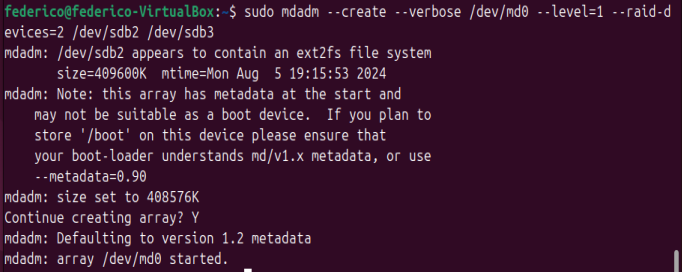 federico@federico-VirtualBox:~$ sudo mdadm --create --verbose /dev/md0 --level=1 --raid-d
evices=2 /dev/sdb2 /dev/sdb3
mdadm: /dev/sdb2 appears to contain an ext2fs file system
       size=409600K  mtime=Mon Aug  5 19:15:53 2024
mdadm: Note: this array has metadata at the start and
    may not be suitable as a boot device.  If you plan to
    store '/boot' on this device please ensure that
    your boot-loader understands md/v1.x metadata, or use
    --metadata=0.90
mdadm: size set to 408576K
Continue creating array? Y
mdadm: Defaulting to version 1.2 metadata
mdadm: array /dev/md0 started.